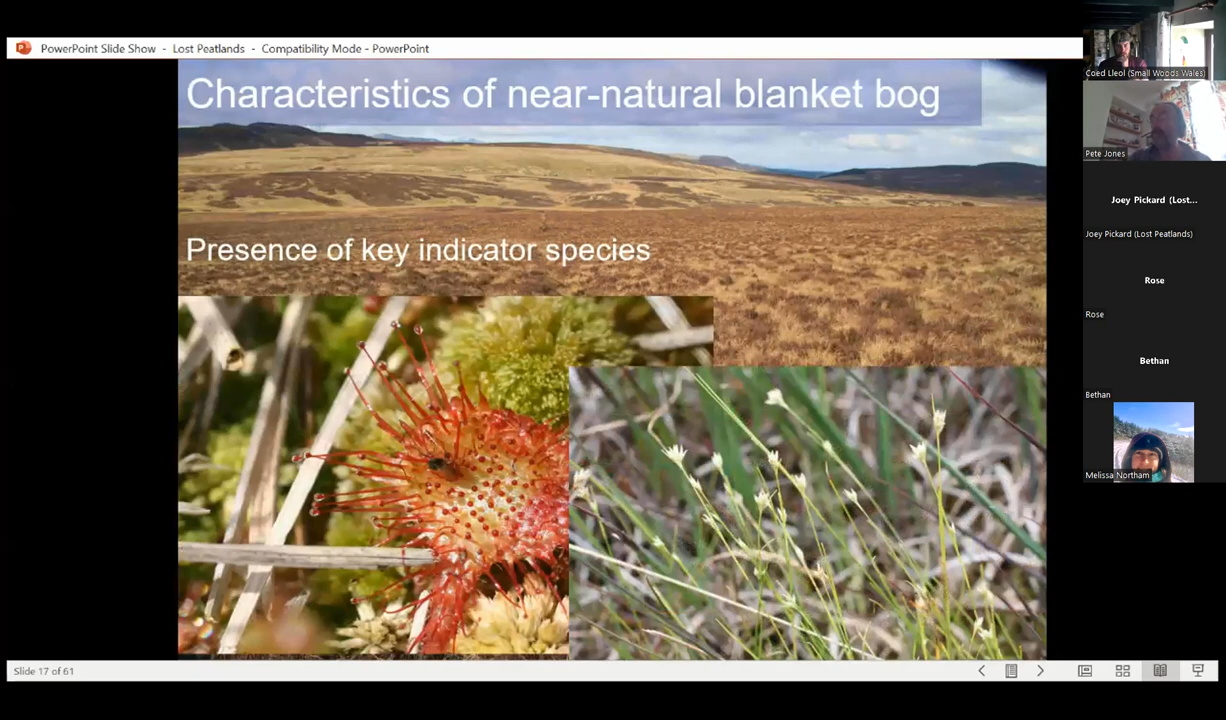 PowerPoint Slide Show - Lost Peatlands - Compatibility Mode - PowerPoint
Characteristics of near-natural blanket bog
Presence of key indicator species
Coed Lleol (Small Woods Wales)
Pete Jones
Joey Pickard (Lost...
Joey Pickard (Lost Peatlands)
Rose
Rose
Bethan
Bethan
Melissa Northam
Slide 17 of 61